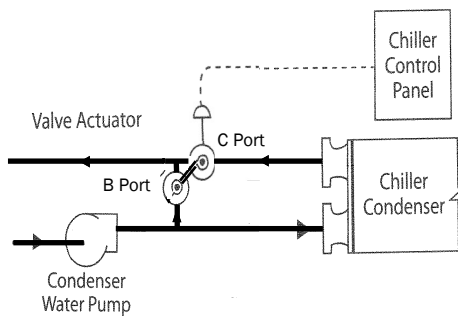 Chiller
Control
Panel
Valve Actuator
C Port
B Port
Chiller
Condenser
Condenser
Water Pump